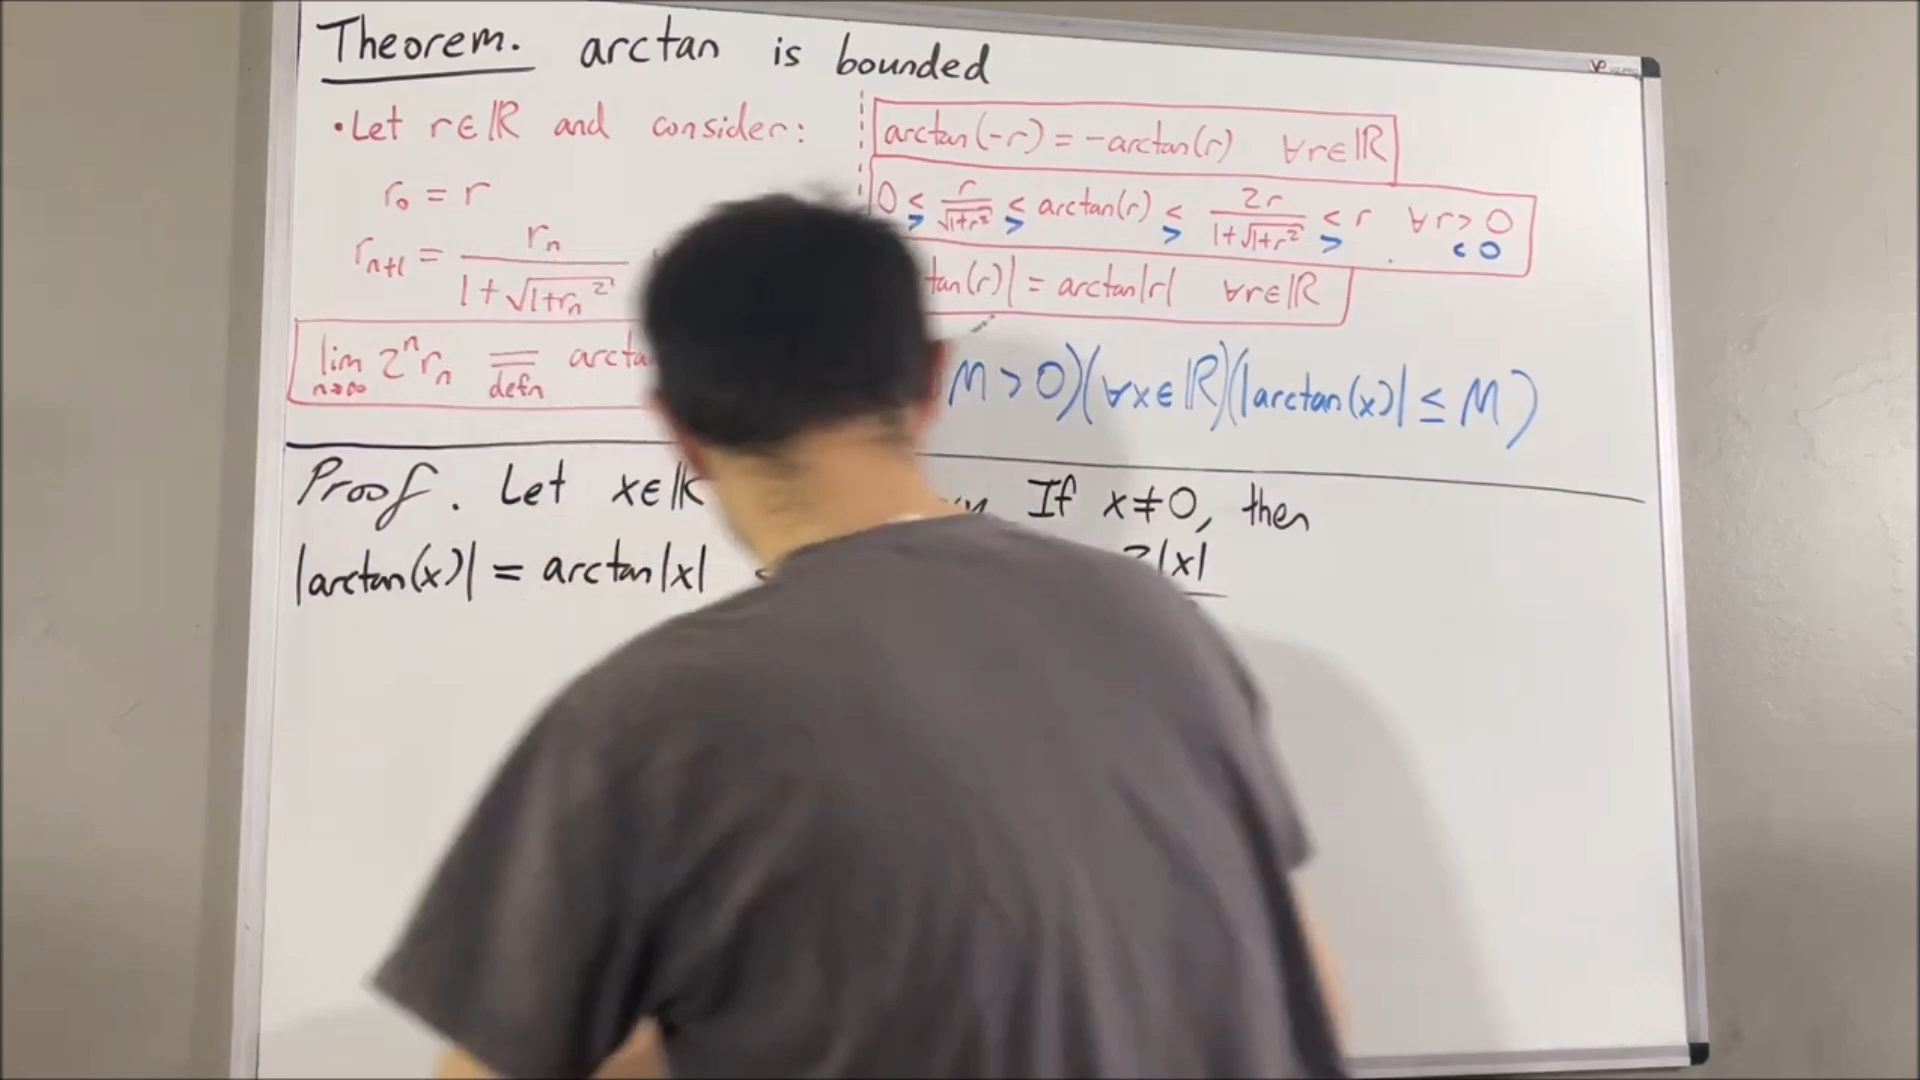 Theorem. arctan is bounded
• Let r∈ℝ and consider:
r₀ = r
rₙ₊₁ = rₙ / (1+√(1+rₙ²))
lim n→∞ 2ⁿrₙ = defn
arctan(-r) = -arctan(r) ∀r∈ℝ
0 < r/√(1+r²) < arctan(r) < 2r/(1+√(1+r²)) < r ∀r>0
> > > > <0
tan(r)| = arctan|r| ∀r∈ℝ
M>0)(∀x∈ℝ)(|arctan(x)| ≤ M)
Proof. Let x∈ℝ If x≠0, then
|arctan(x)| = arctan|x| 2|x|